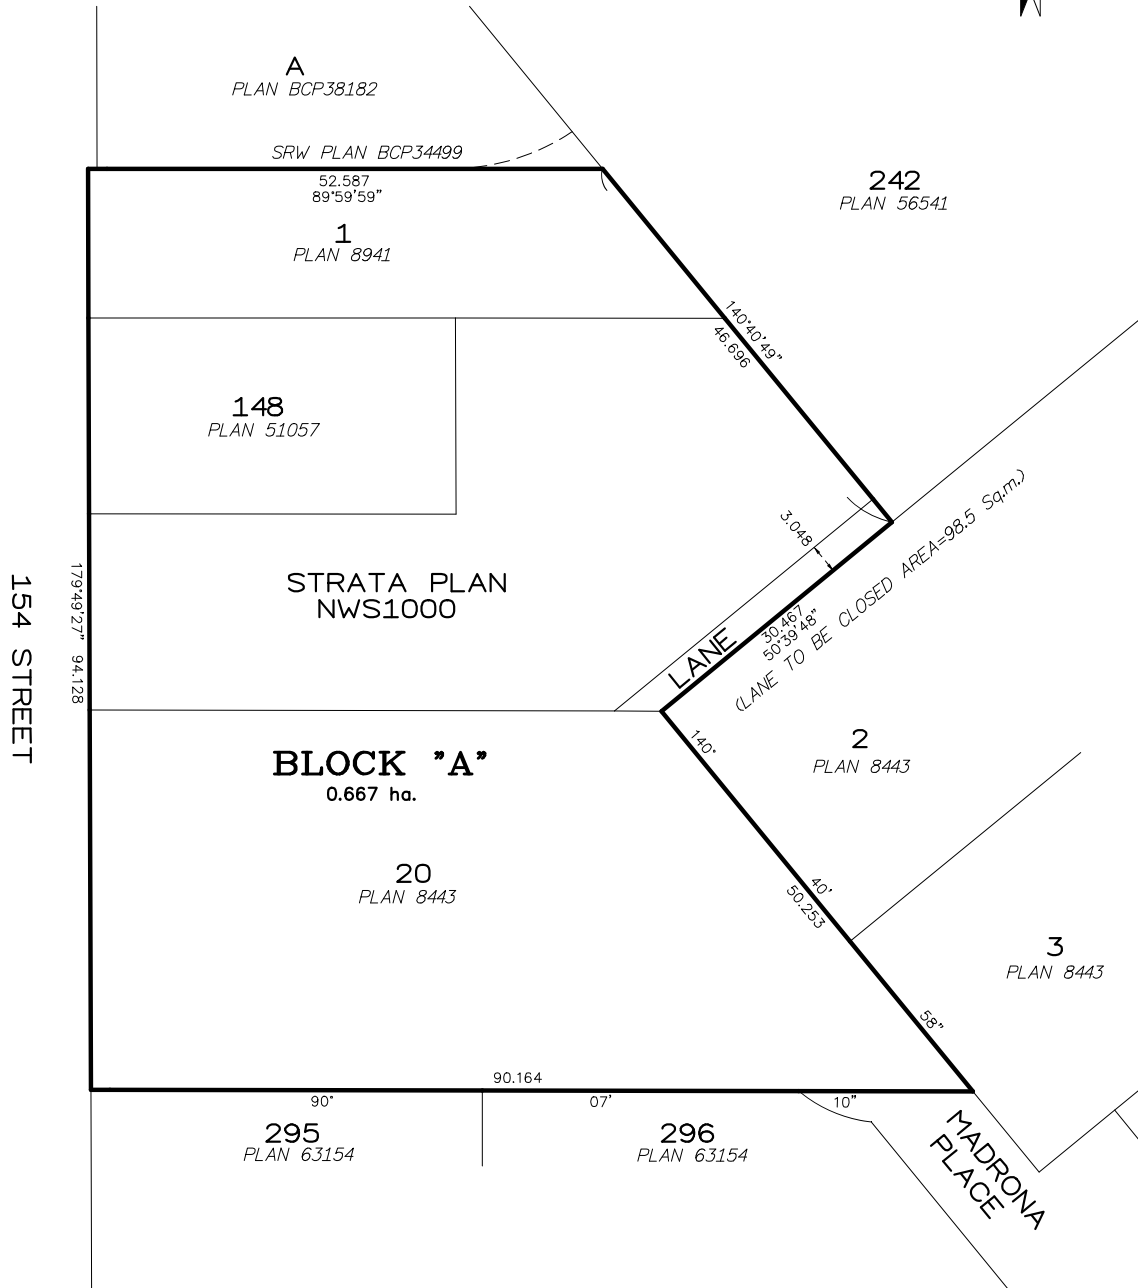 A
PLAN BCP38182
SRW PLAN BCP34499
52.587
89°59'59"
242
PLAN 56541
1
PLAN 8941
140°40'49"
46.696
148
PLAN 51057
3.048
STRATA PLAN
NWS1000
LANE
30.467
50°39'48"
(LANE TO BE CLOSED AREA=98.5 Sq.m.)
154 STREET
179°49'27" 94.128
BLOCK "A"
0.667 ha.
140°
2
PLAN 8443
20
PLAN 8443
40'
50.253
3
PLAN 8443
58"
90.164
90° 07' 10"
295
PLAN 63154
296
PLAN 63154
MADRONA
PLACE